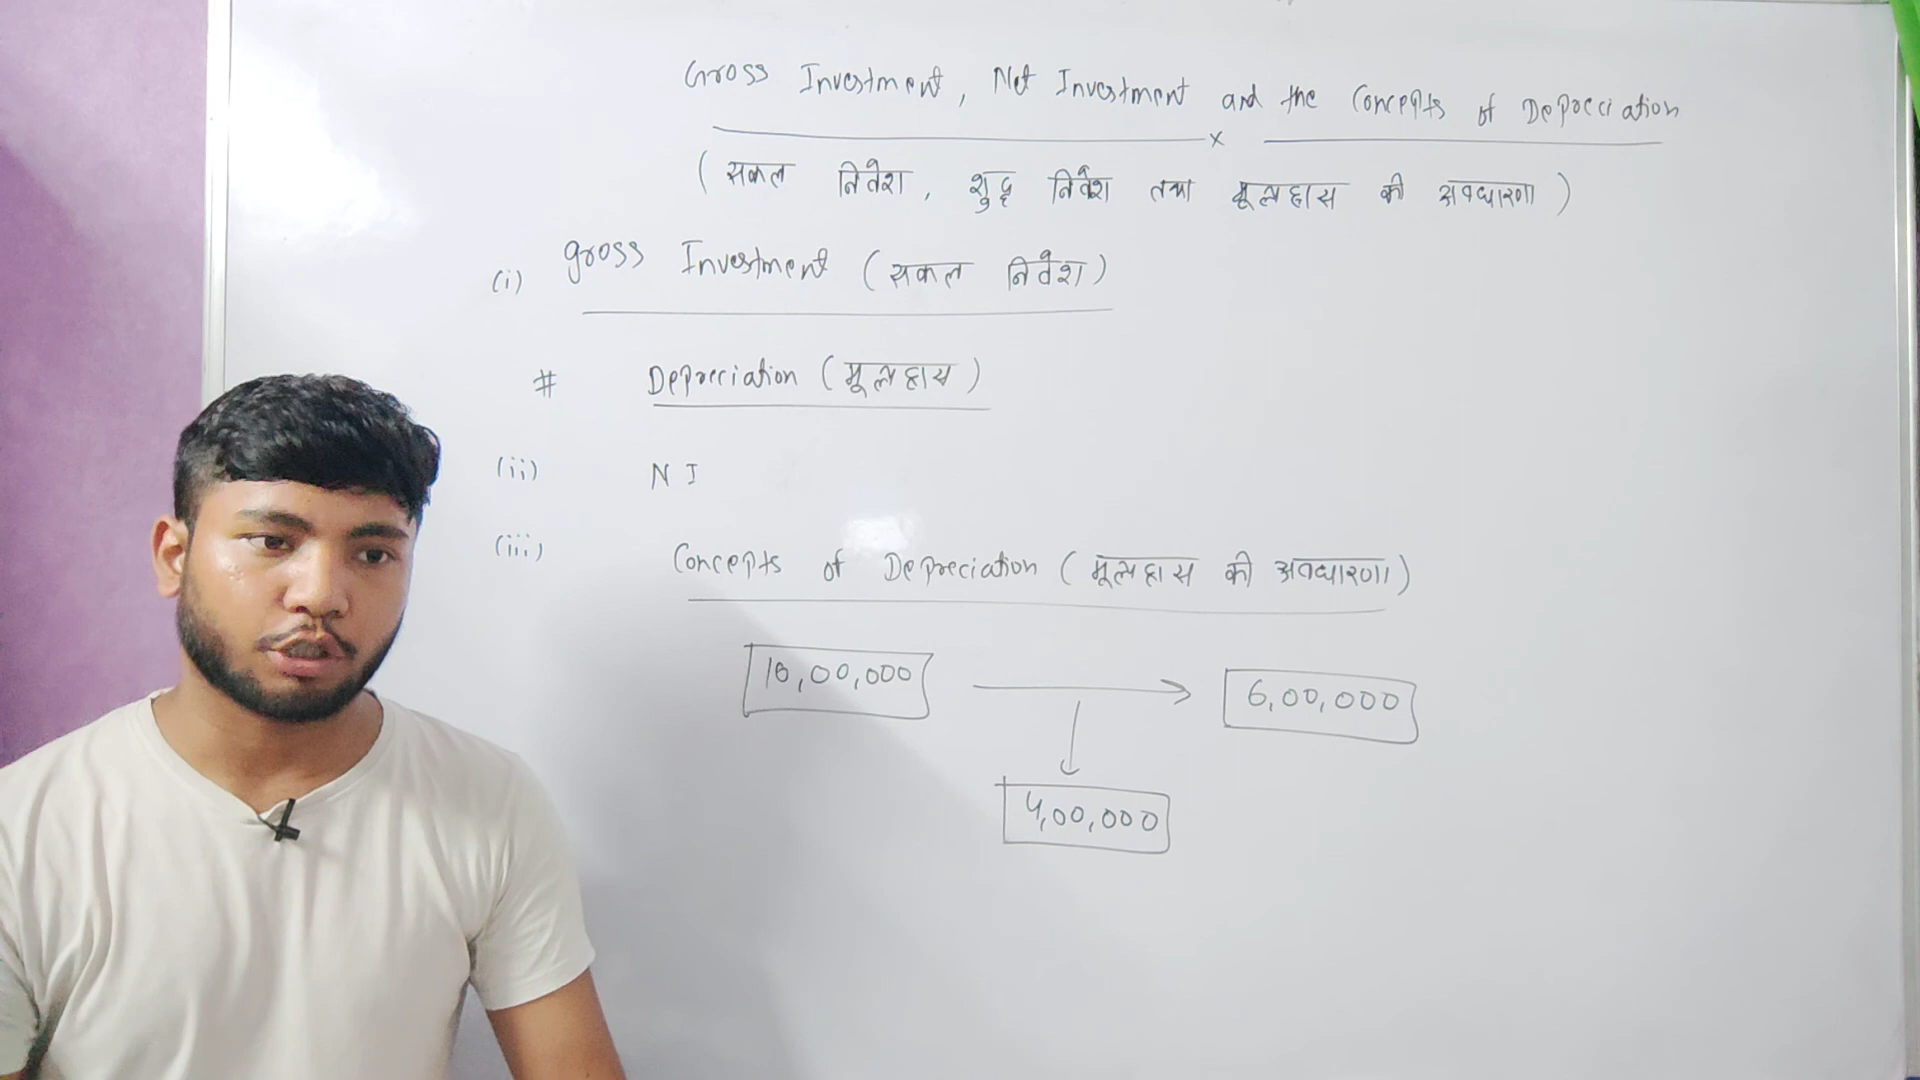 Gross Investment, Net Investment and the Concepts of Depreciation
(सकल निवेश, शुद्ध निवेश तथा मूल्यह्रास की अवधारणा)
(i) gross Investment (सकल निवेश)
# Depreciation (मूल्यह्रास)
(ii) N I
(iii) Concepts of Depreciation (मूल्यह्रास की अवधारणा)
10,00,000 → 6,00,000
4,00,000